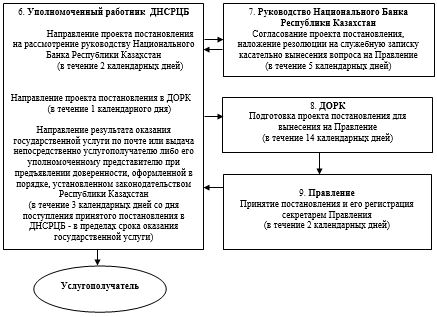 6. Уполномоченный работник ДНСРЦБ
Направление проекта постановления
на рассмотрение руководству Национального
Банка Республики Казахстан
(в течение 2 календарных дней)
Направление проекта постановления в ДОРК
(в течение 1 календарного дня)
Направление результата оказания
государственной услуги по почте или выдача
непосредственно услугополучателю либо его
уполномоченному представителю при
предъявлении доверенности, оформленной в
порядке, установленном законодательством
Республики Казахстан
(в течение 3 календарных дней со дня
поступления принятого постановления в
ДНСРЦБ - в пределах срока оказания
государственной услуги)
7. Руководство Национального Банка
Республики Казахстан
Согласование проекта постановления,
наложение резолюции на служебную записку
касательно вынесения вопроса на Правление
(в течение 5 календарных дней)
8. ДОРК
Подготовка проекта постановления для
вынесения на Правление
(в течение 14 календарных дней)
9. Правление
Принятие постановления и его регистрация
секретарем Правления
(в течение 2 календарных дней)
Услугополучатель